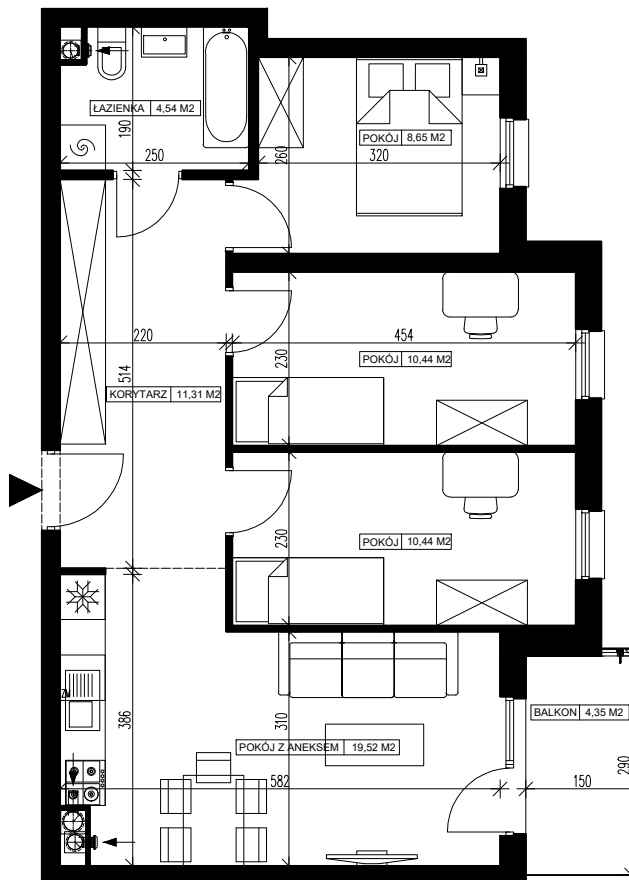 ŁAZIENKA 4,54 M2
190
250
POKÓJ 8,65 M2
260
320
220
454
230
POKÓJ 10,44 M2
514
KORYTARZ 11,31 M2
230
POKÓJ 10,44 M2
386
310
BALKON 4,35 M2
POKÓJ Z ANEKSEM 19,52 M2
582
150
290